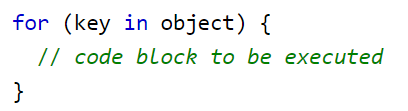 for (key in object) {
  // code block to be executed
}